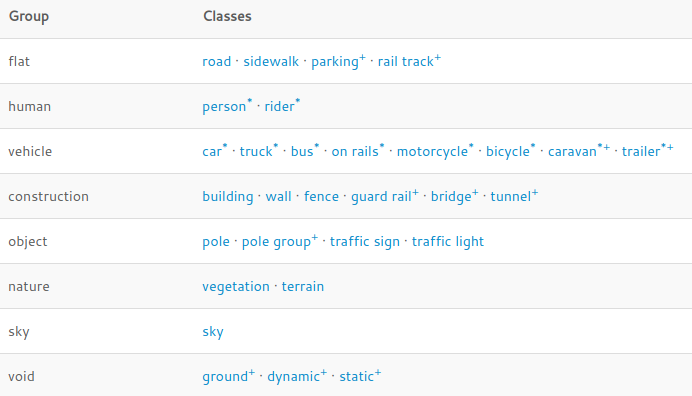 Group Classes
flat road · sidewalk · parking+ · rail track+
human person* · rider*
vehicle car* · truck* · bus* · on rails* · motorcycle* · bicycle* · caravan*+ · trailer*+
construction building · wall · fence · guard rail+ · bridge+ · tunnel+
object pole · pole group+ · traffic sign · traffic light
nature vegetation · terrain
sky sky
void ground+ · dynamic+ · static+